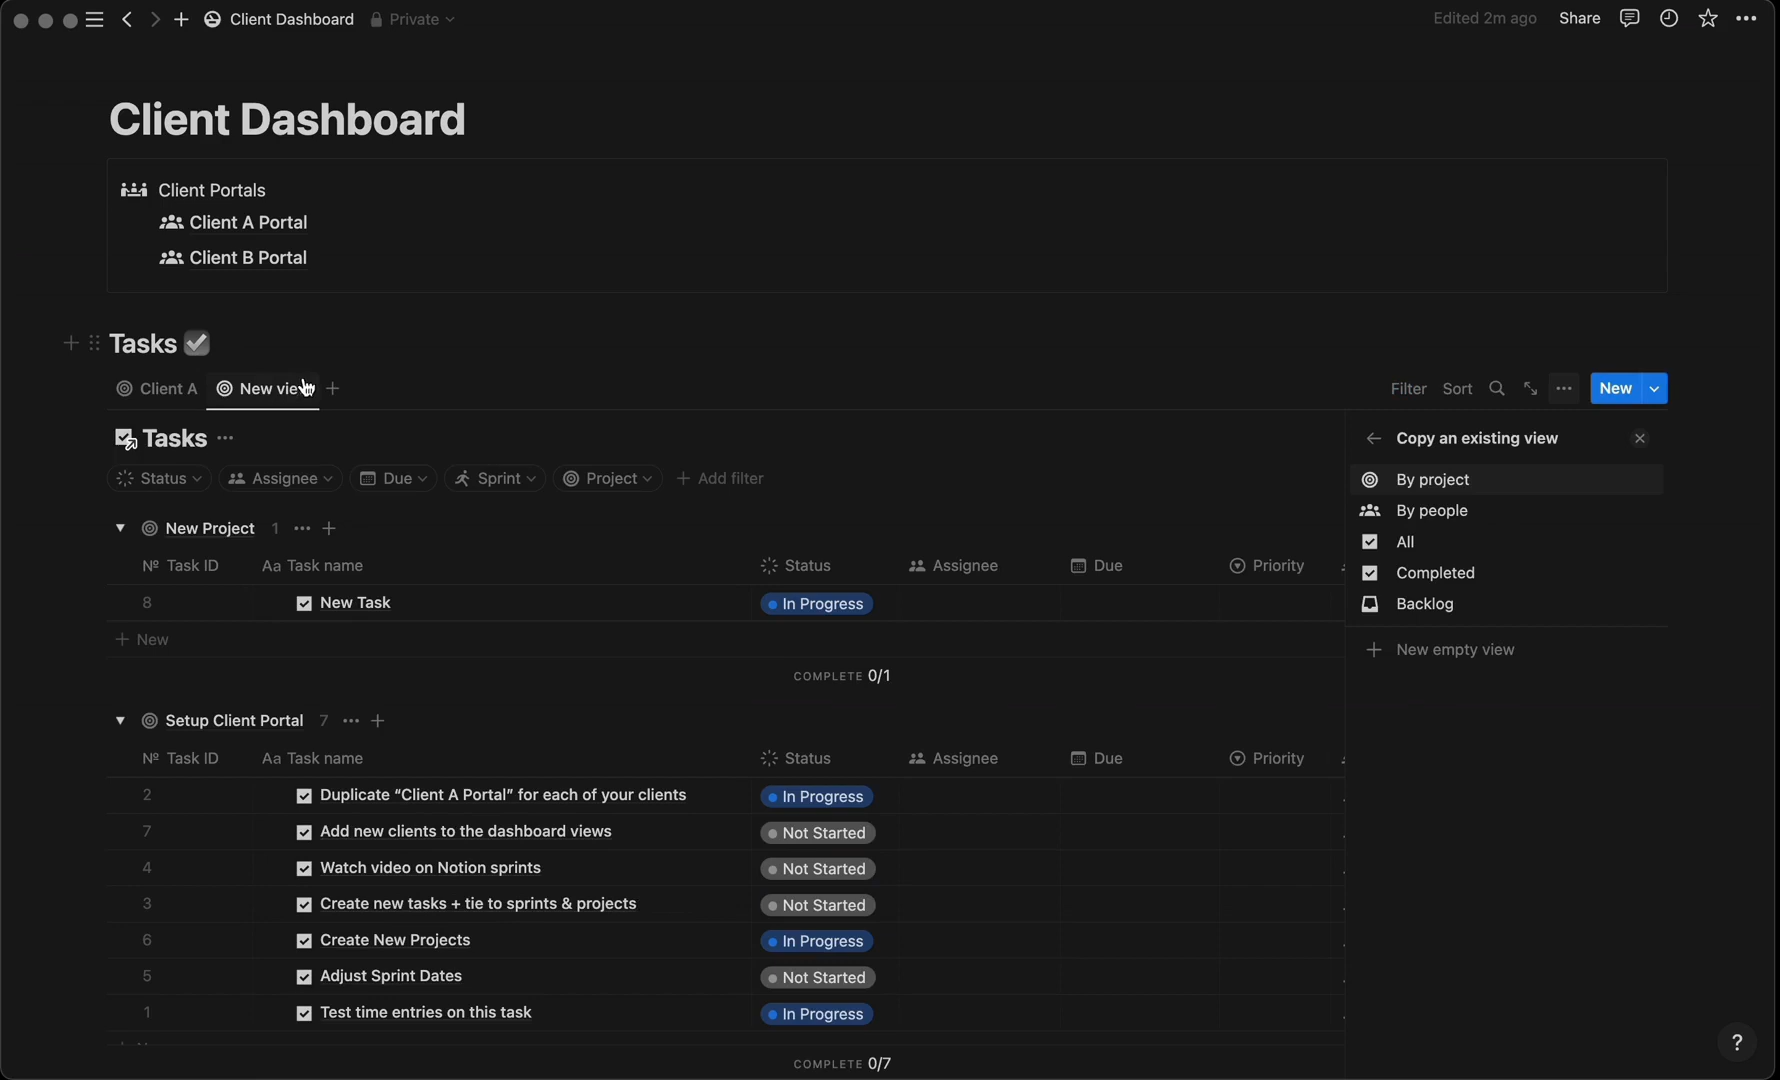 Client Dashboard Private Edited 2m ago Share
Client Dashboard
Client Portals
Client A Portal
Client B Portal
Tasks
Client A New vie Filter Sort New
Tasks
Status Assignee Due Sprint Project Add filter
New Project 1
Nº Task ID Aa Task name Status Assignee Due Priority
8 New Task In Progress
New
COMPLETE 0/1
Setup Client Portal 7
Nº Task ID Aa Task name Status Assignee Due Priority
2 Duplicate “Client A Portal” for each of your clients In Progress
7 Add new clients to the dashboard views Not Started
4 Watch video on Notion sprints Not Started
3 Create new tasks + tie to sprints & projects Not Started
6 Create New Projects In Progress
5 Adjust Sprint Dates Not Started
1 Test time entries on this task In Progress
COMPLETE 0/7
Copy an existing view
By project
By people
All
Completed
Backlog
New empty view
?